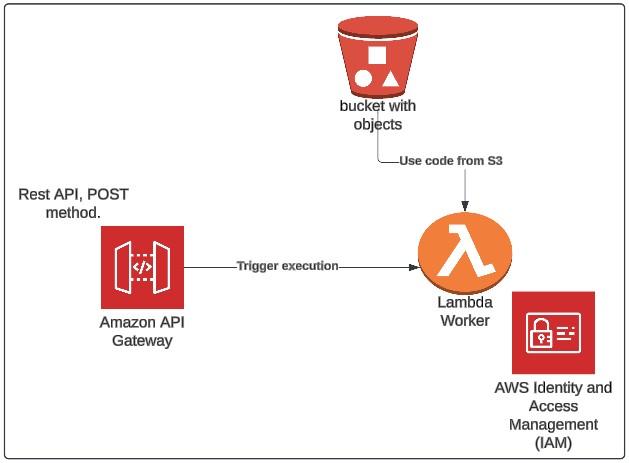 bucket with
objects
Use code from S3
Rest API, POST
method.
Trigger execution
Amazon API
Gateway
Lambda
Worker
AWS Identity and
Access
Management
(IAM)